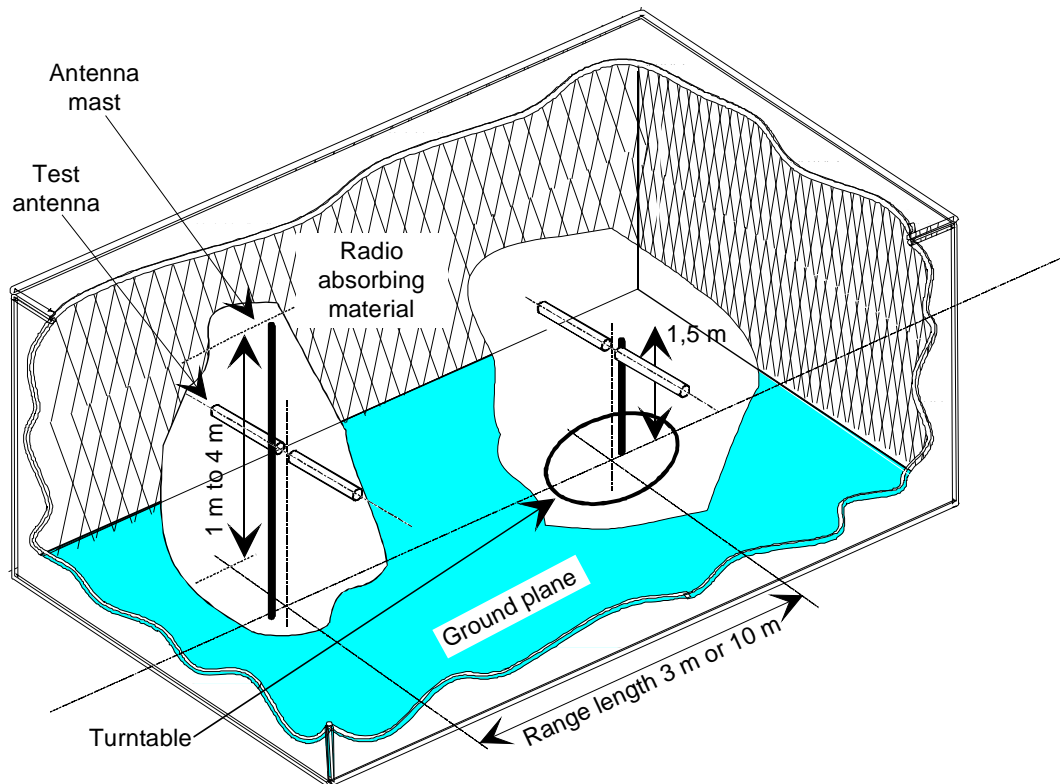 Antenna
mast
Test
antenna
Radio
absorbing
material
1,5 m
1 m to 4 m
Ground plane
Range length 3 m or 10 m
Turntable